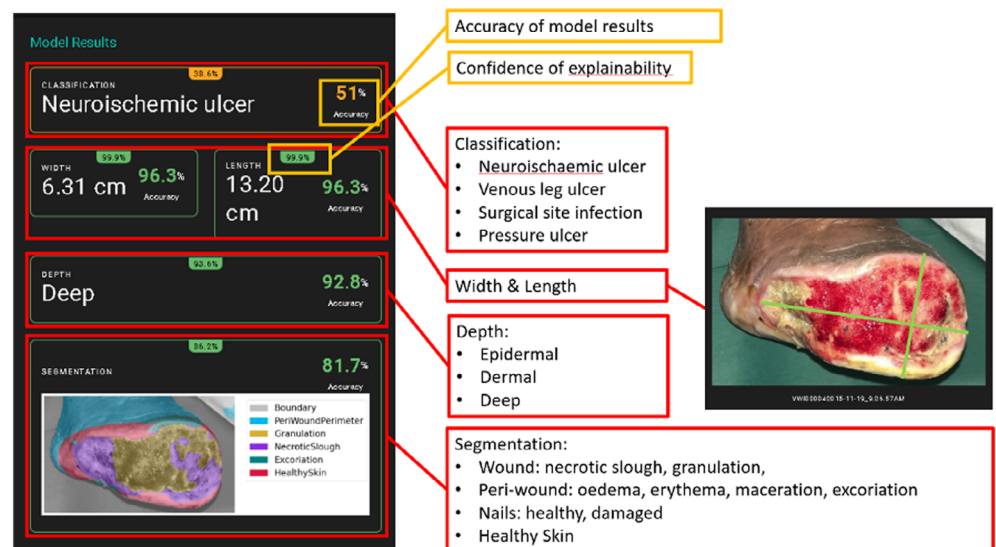 Model Results
38.6%
CLASSIFICATION
Neuroischemic ulcer
51%
Accuracy
99.9%
WIDTH
6.31 cm
96.3%
Accuracy
99.9%
LENGTH
13.20
cm
96.3%
Accuracy
93.6%
DEPTH
Deep
92.8%
Accuracy
86.2%
SEGMENTATION
81.7%
Accuracy
Boundary
PeriWoundPerimeter
Granulation
NecroticSlough
Excoriation
HealthySkin
Accuracy of model results
Confidence of explainability
Classification:
• Neuroischaemic ulcer
• Venous leg ulcer
• Surgical site infection
• Pressure ulcer
Width & Length
Depth:
• Epidermal
• Dermal
• Deep
Segmentation:
• Wound: necrotic slough, granulation,
• Peri-wound: oedema, erythema, maceration, excoriation
• Nails: healthy, damaged
• Healthy Skin